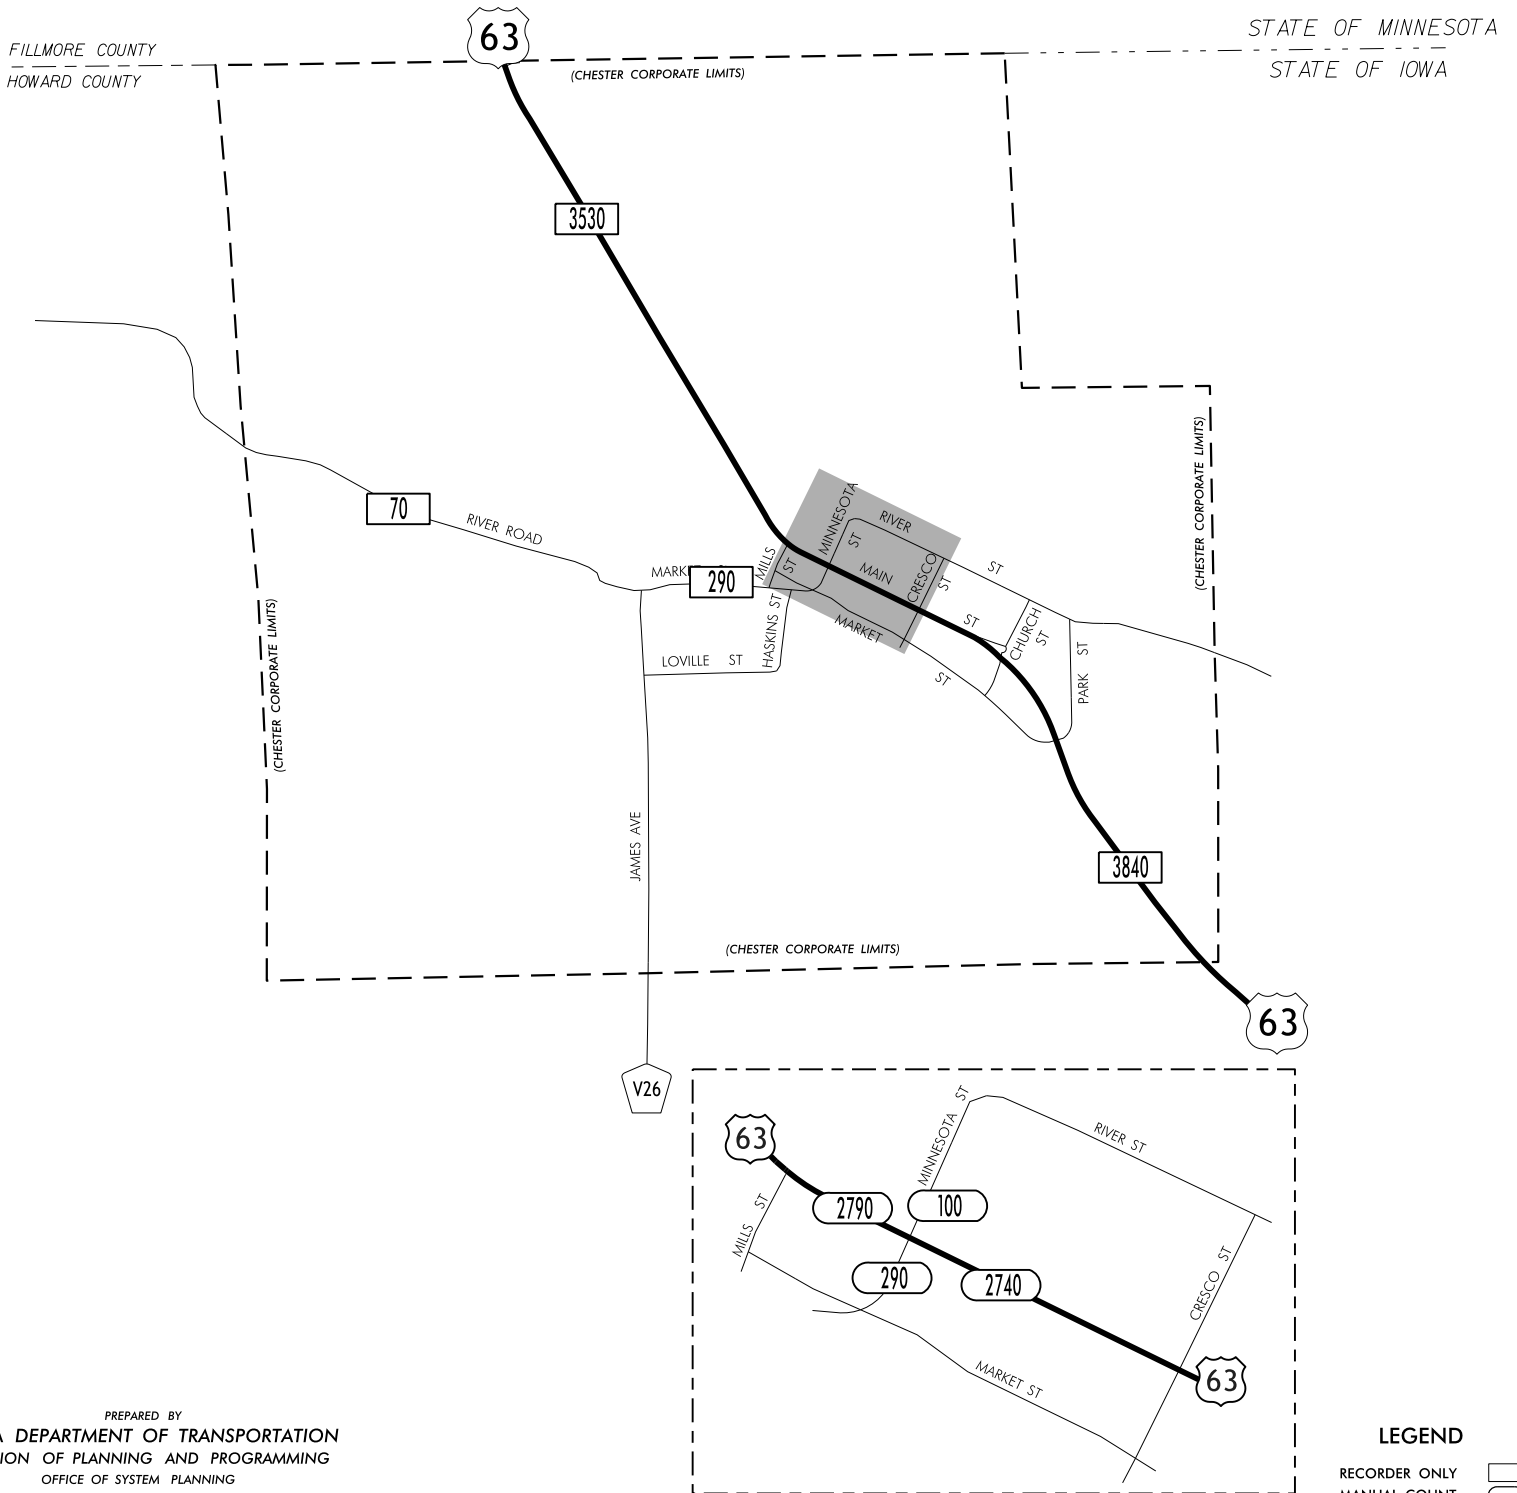 FILLMORE COUNTY
HOWARD COUNTY
63
STATE OF MINNESOTA
STATE OF IOWA
(CHESTER CORPORATE LIMITS)
3530
70
RIVER ROAD
290
MILLS ST
MINNESOTA ST
RIVER ST
MAIN ST
CRESCO ST
MARKET ST
HASKINS ST
LOVILLE ST
CHURCH ST
PARK ST
(CHESTER CORPORATE LIMITS)
(CHESTER CORPORATE LIMITS)
JAMES AVE
3840
(CHESTER CORPORATE LIMITS)
63
V26
63
MINNESOTA ST
RIVER ST
MILLS ST
2790
100
290
2740
CRESCO ST
MARKET ST
63
PREPARED BY
DEPARTMENT OF TRANSPORTATION
ION OF PLANNING AND PROGRAMMING
OFFICE OF SYSTEM PLANNING
LEGEND
RECORDER ONLY